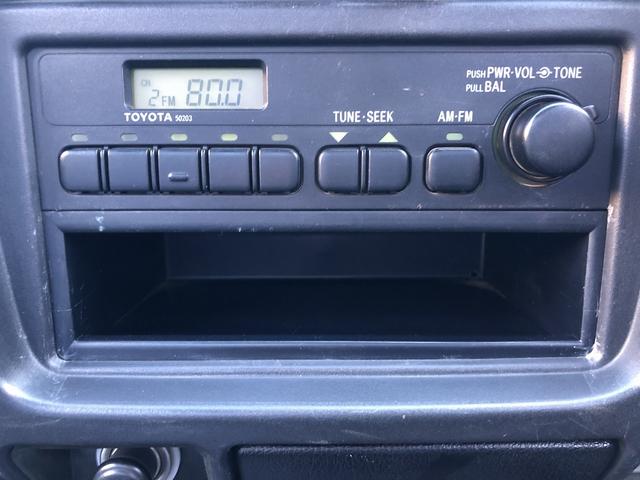 CH
2 FM 80.0
TOYOTA 50203
TUNE·SEEK
AM·FM
PUSH PWR·VOL TONE
PULL BAL